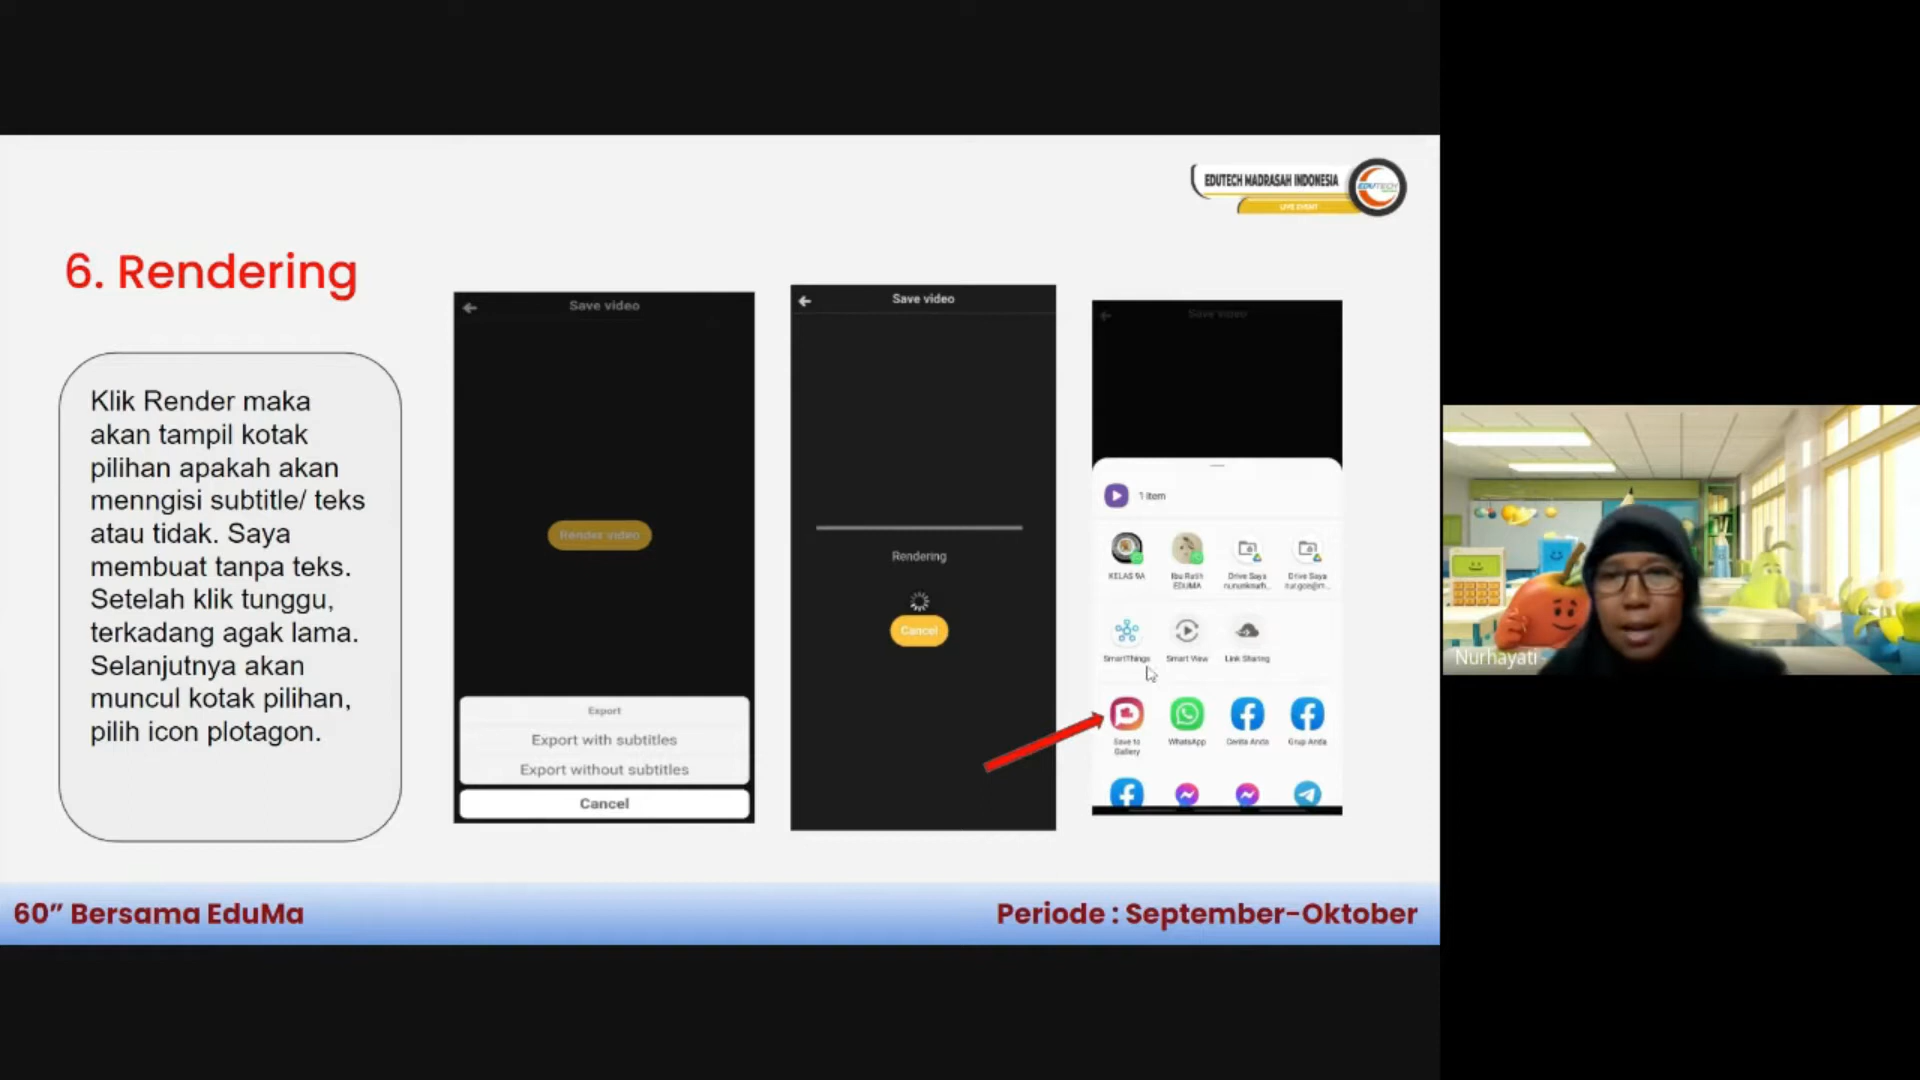 EDUTECH MADRASAH INDONESIA
EDUTECH
LIVE EVENT
6. Rendering
Klik Render maka
akan tampil kotak
pilihan apakah akan
menngisi subtitle/ teks
atau tidak. Saya
membuat tanpa teks.
Setelah klik tunggu,
terkadang agak lama.
Selanjutnya akan
muncul kotak pilihan,
pilih icon plotagon.
Save video
Render video
Export
Export with subtitles
Export without subtitles
Cancel
Save video
Rendering
Cancel
Save video
1 item
KELAS 9A
Ibu Ratih
EDUMA
Drive Saya
Drive Saya
SmartThings
Smart View
Link Sharing
Save to
Gallery
WhatsApp
Cerita Anda
Grup Anda
Nurhayati
60” Bersama EduMa
Periode : September-Oktober